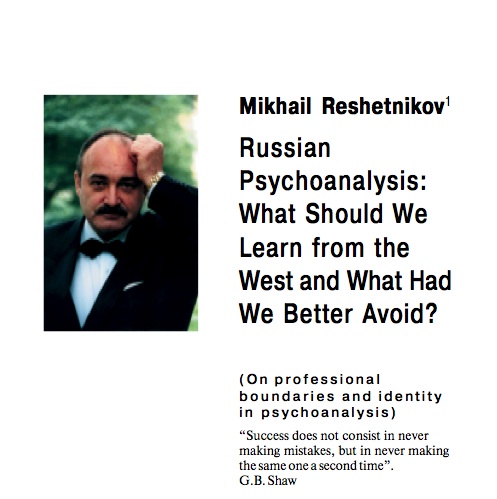 Mikhail Reshetnikov1
Russian
Psychoanalysis:
What Should We
Learn from the
West and What Had
We Better Avoid?
(On professional
boundaries and identity
in psychoanalysis)
“Success does not consist in never
making mistakes, but in never making
the same one a second time”.
G.B. Shaw